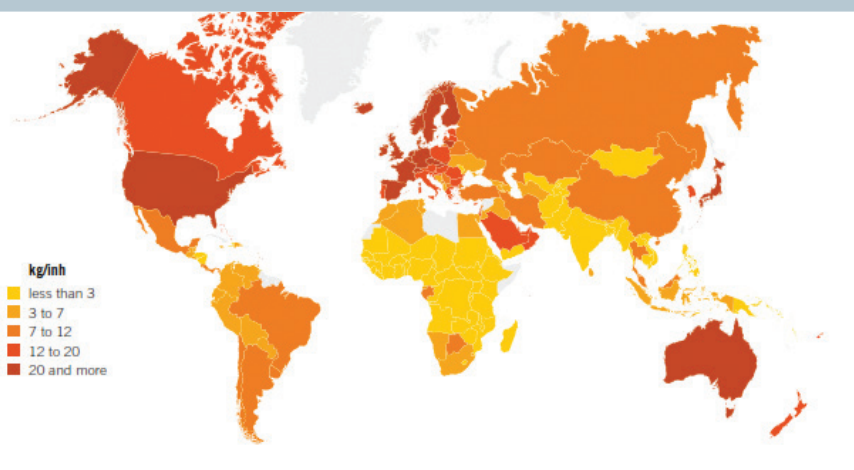 kg/inh
less than 3
3 to 7
7 to 12
12 to 20
20 and more